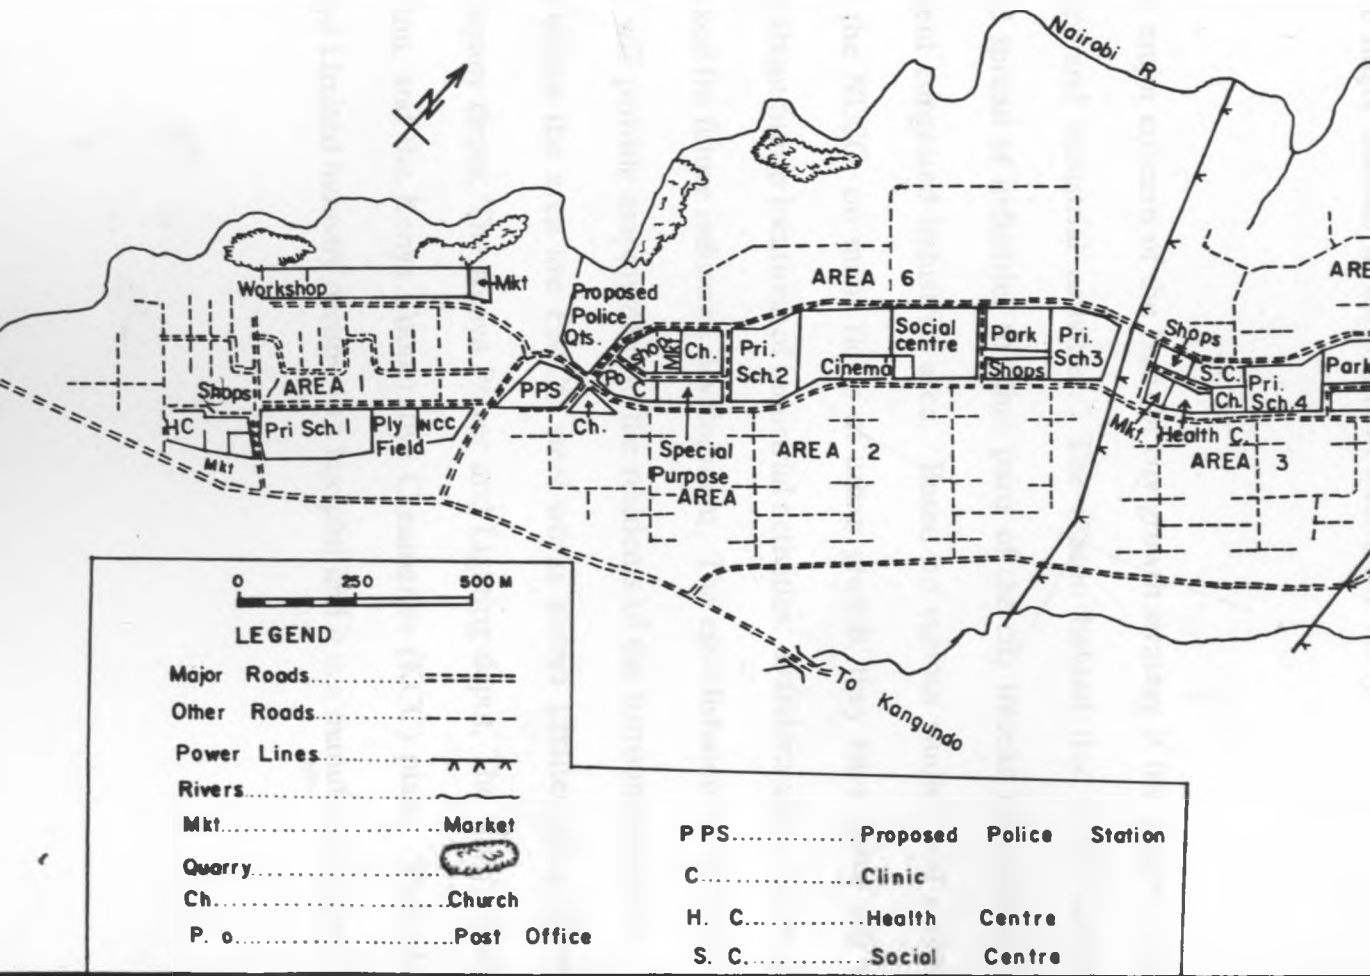 Nairobi R.
N
Workshop
Mkt
Proposed
Police
Qts.
AREA 6
Shops
Mkt
Ch.
Pri.
Sch.2
Social
centre
Cinema
Park
Shops
Pri.
Sch3
Shops
S.C.
Ch.
Pri.
Sch.4
Park
ARE
Shops
AREA 1
PPS
Po
C
Ch.
HC
Mkt
Pri Sch. 1
Ply
Field
NCC
Special
Purpose
AREA
AREA 2
Mkt
Health C.
AREA 3
To Kangundo
0 250 500 M
LEGEND
Major Roads
Other Roads
Power Lines
Rivers
Mkt Market
Quarry
Ch Church
P. o Post Office
PPS Proposed Police Station
C Clinic
H. C. Health Centre
S. C. Social Centre